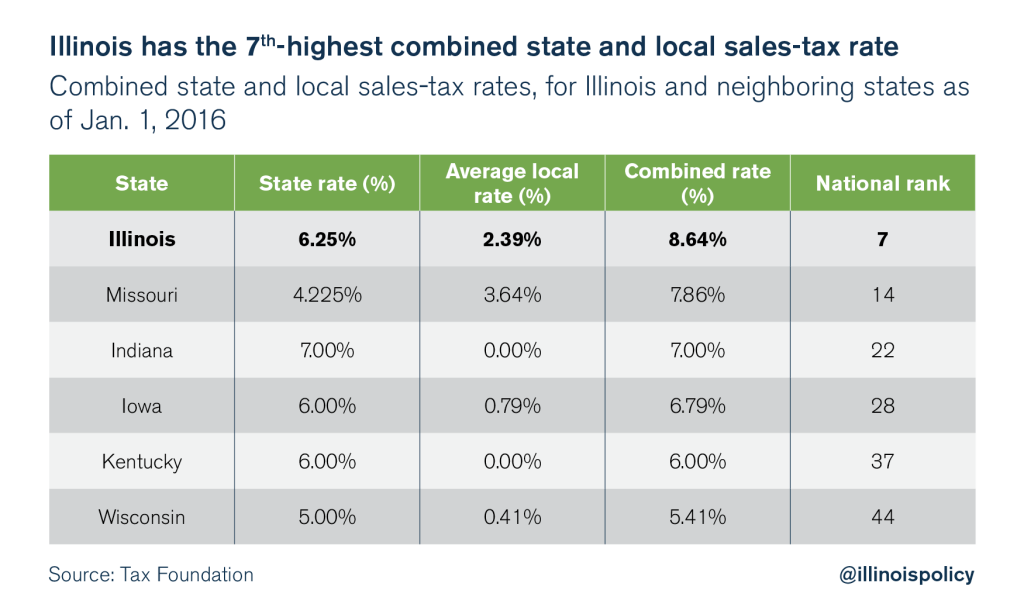 Illinois has the 7th-highest combined state and local sales-tax rate
Combined state and local sales-tax rates, for Illinois and neighboring states as
of Jan. 1, 2016
State State rate (%) Average local rate (%) Combined rate (%) National rank
Illinois 6.25% 2.39% 8.64% 7
Missouri 4.225% 3.64% 7.86% 14
Indiana 7.00% 0.00% 7.00% 22
Iowa 6.00% 0.79% 6.79% 28
Kentucky 6.00% 0.00% 6.00% 37
Wisconsin 5.00% 0.41% 5.41% 44
Source: Tax Foundation @illinoispolicy